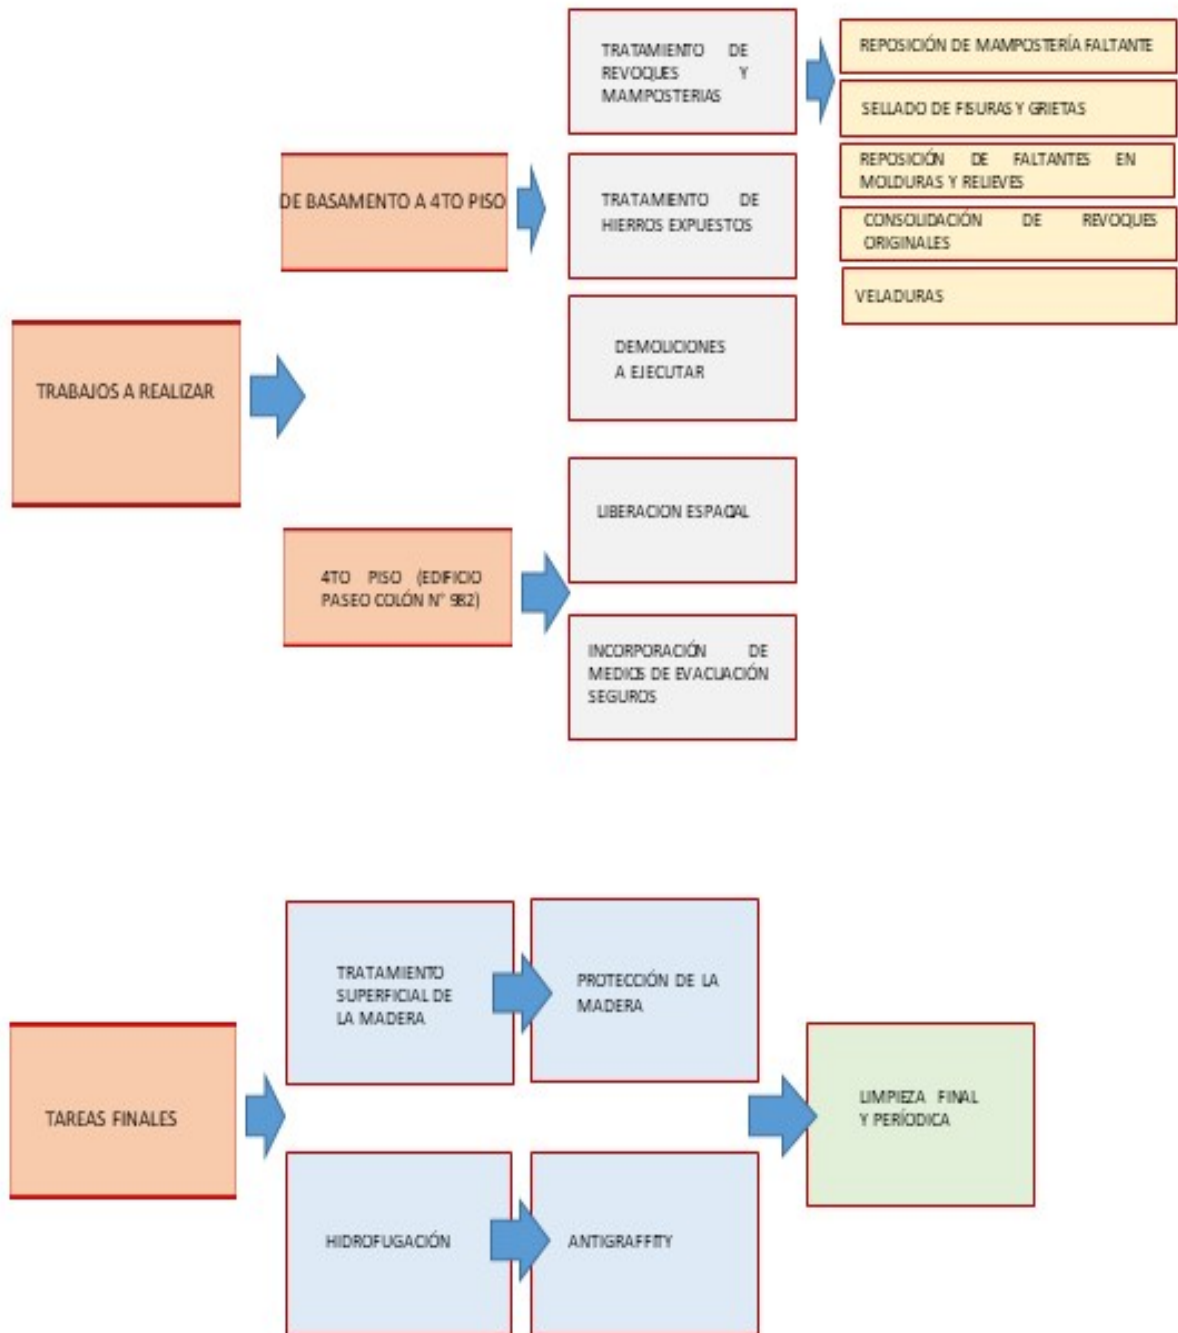 TRATAMIENTO DE
REVOQUES Y
MAMPOSTERIAS
REPOSICIÓN DE MAMPOSTERÍA FALTANTE
SELLADO DE FISURAS Y GRIETAS
REPOSICIÓN DE FALTANTES EN
MOLDURAS Y RELIEVES
CONSOLIDACIÓN DE REVOQUES
ORIGINALES
VELADURAS
DE BASAMENTO A 4TO PISO
TRATAMIENTO DE
HIERROS EXPUESTOS
DEMOLICIONES
A EJECUTAR
TRABAJOS A REALIZAR
LIBERACION ESPACIAL
4TO PISO (EDIFICIO
PASEO COLÓN N° 982)
INCORPORACIÓN DE
MEDIOS DE EVACUACIÓN
SEGUROS
TRATAMIENTO
SUPERFICIAL DE
LA MADERA
PROTECCIÓN DE LA
MADERA
TAREAS FINALES
LIMPIEZA FINAL
Y PERÍODICA
HIDROFUGACIÓN
ANTIGRAFFITY